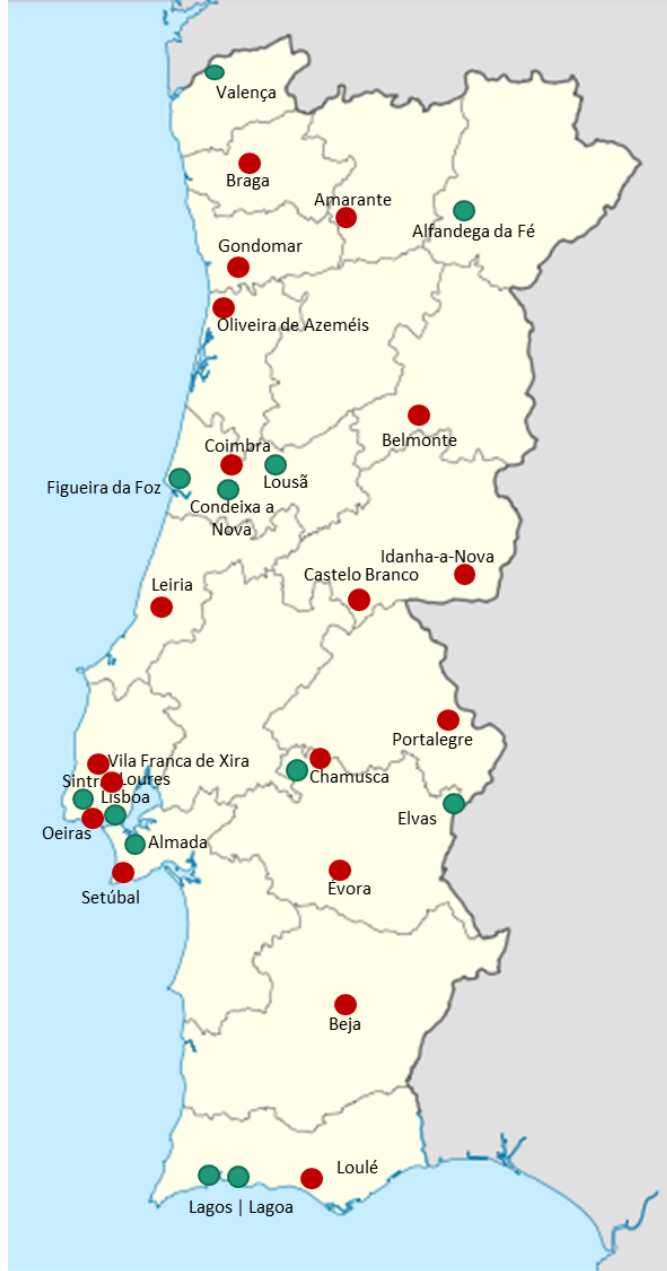 Valença
Braga
Amarante
Alfandega da Fé
Gondomar
Oliveira de Azeméis
Belmonte
Coimbra
Lousã
Figueira da Foz
Condeixa a
Nova
Idanha-a-Nova
Castelo Branco
Leiria
Portalegre
Vila Franca de Xira
Chamusca
Sintra
Loures
Lisboa
Elvas
Oeiras
Almada
Évora
Setúbal
Beja
Loulé
Lagos | Lagoa